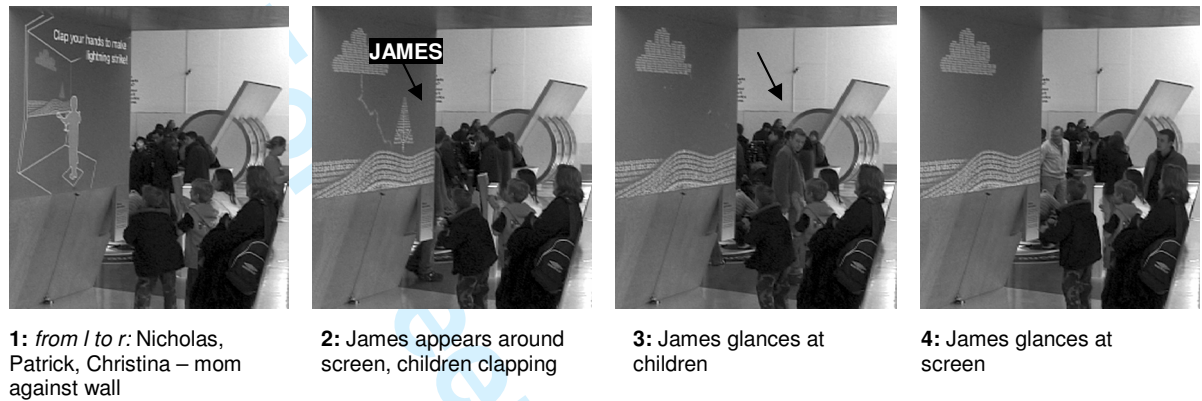 Clap your hands to make
lightning strike!
JAMES
1: from l to r: Nicholas,
Patrick, Christina – mom
against wall
2: James appears around
screen, children clapping
3: James glances at
children
4: James glances at
screen